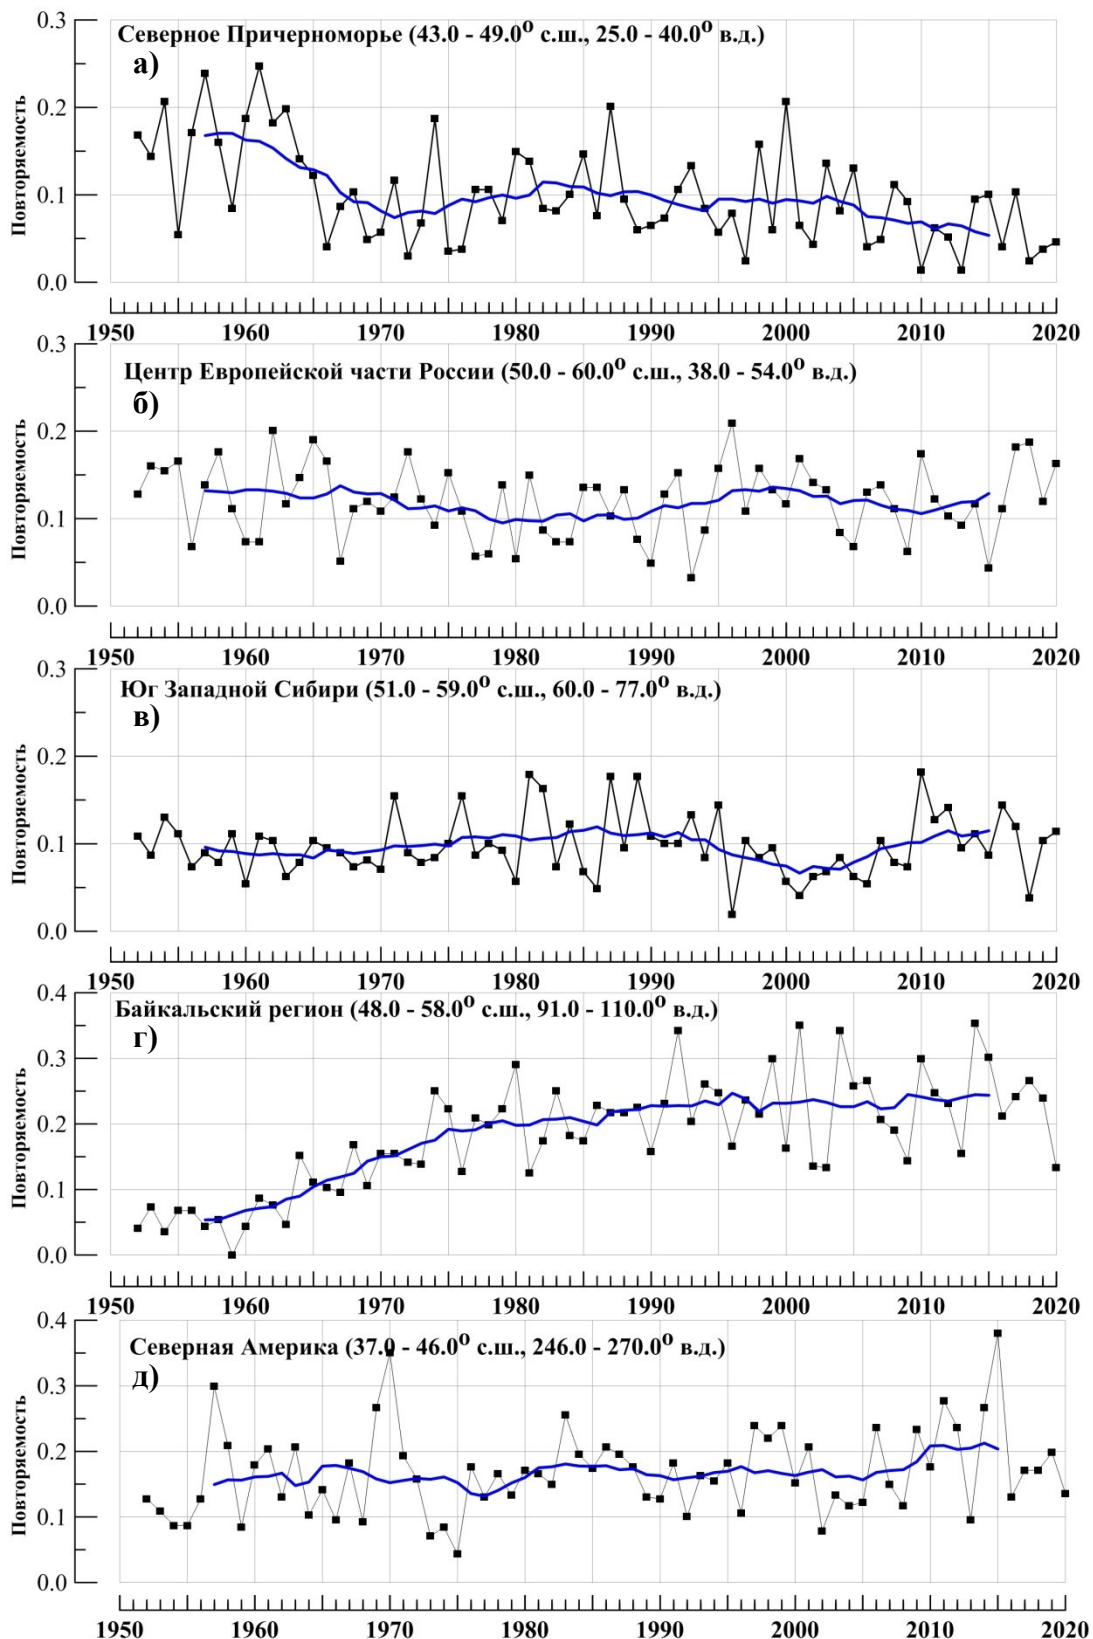 Северное Причерноморье (43.0 - 49.0° с.ш., 25.0 - 40.0° в.д.)
а)
Повторяемость
0.3
0.2
0.1
0.0
1950 1960 1970 1980 1990 2000 2010 2020
Центр Европейской части России (50.0 - 60.0° с.ш., 38.0 - 54.0° в.д.)
б)
Повторяемость
0.3
0.2
0.1
0.0
1950 1960 1970 1980 1990 2000 2010 2020
Юг Западной Сибири (51.0 - 59.0° с.ш., 60.0 - 77.0° в.д.)
в)
Повторяемость
0.3
0.2
0.1
0.0
1950 1960 1970 1980 1990 2000 2010 2020
Байкальский регион (48.0 - 58.0° с.ш., 91.0 - 110.0° в.д.)
г)
Повторяемость
0.4
0.3
0.2
0.1
0.0
1950 1960 1970 1980 1990 2000 2010 2020
Северная Америка (37.0 - 46.0° с.ш., 246.0 - 270.0° в.д.)
д)
Повторяемость
0.4
0.3
0.2
0.1
0.0
1950 1960 1970 1980 1990 2000 2010 2020